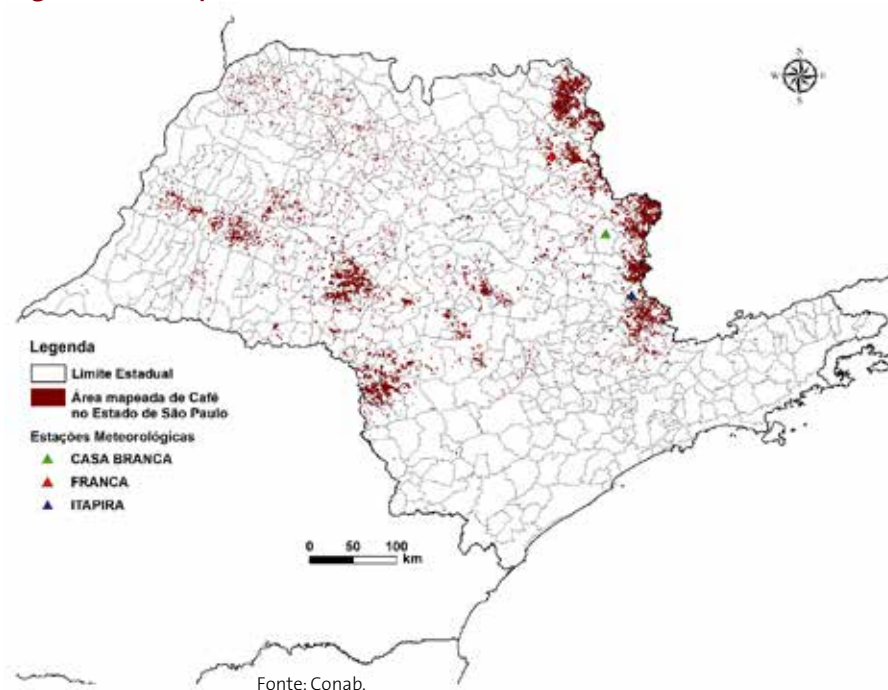 N
W E
S
Legenda
Limite Estadual
Área mapeada de Café
no Estado de São Paulo
Estações Meteorológicas
CASA BRANCA
FRANCA
ITAPIRA
0 50 100
km
Fonte: Conab.